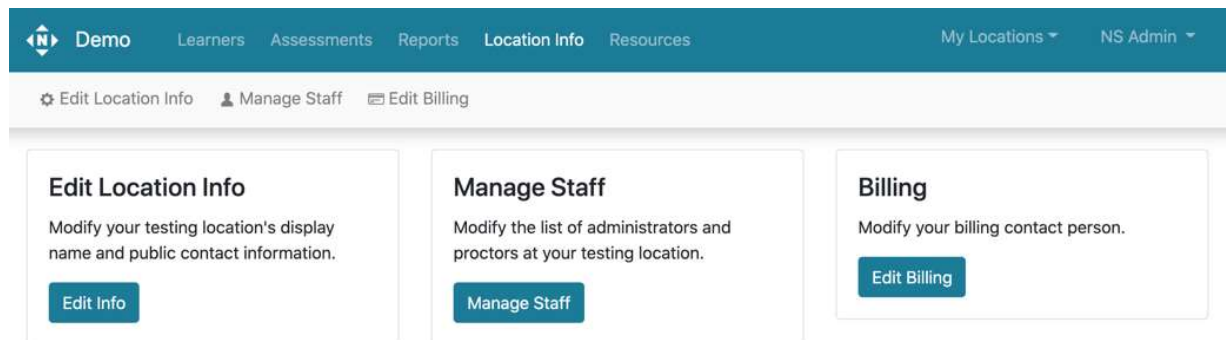 N Demo Learners Assessments Reports Location Info Resources My Locations NS Admin
Edit Location Info Manage Staff Edit Billing
Edit Location Info
Modify your testing location's display
name and public contact information.
Edit Info
Manage Staff
Modify the list of administrators and
proctors at your testing location.
Manage Staff
Billing
Modify your billing contact person.
Edit Billing